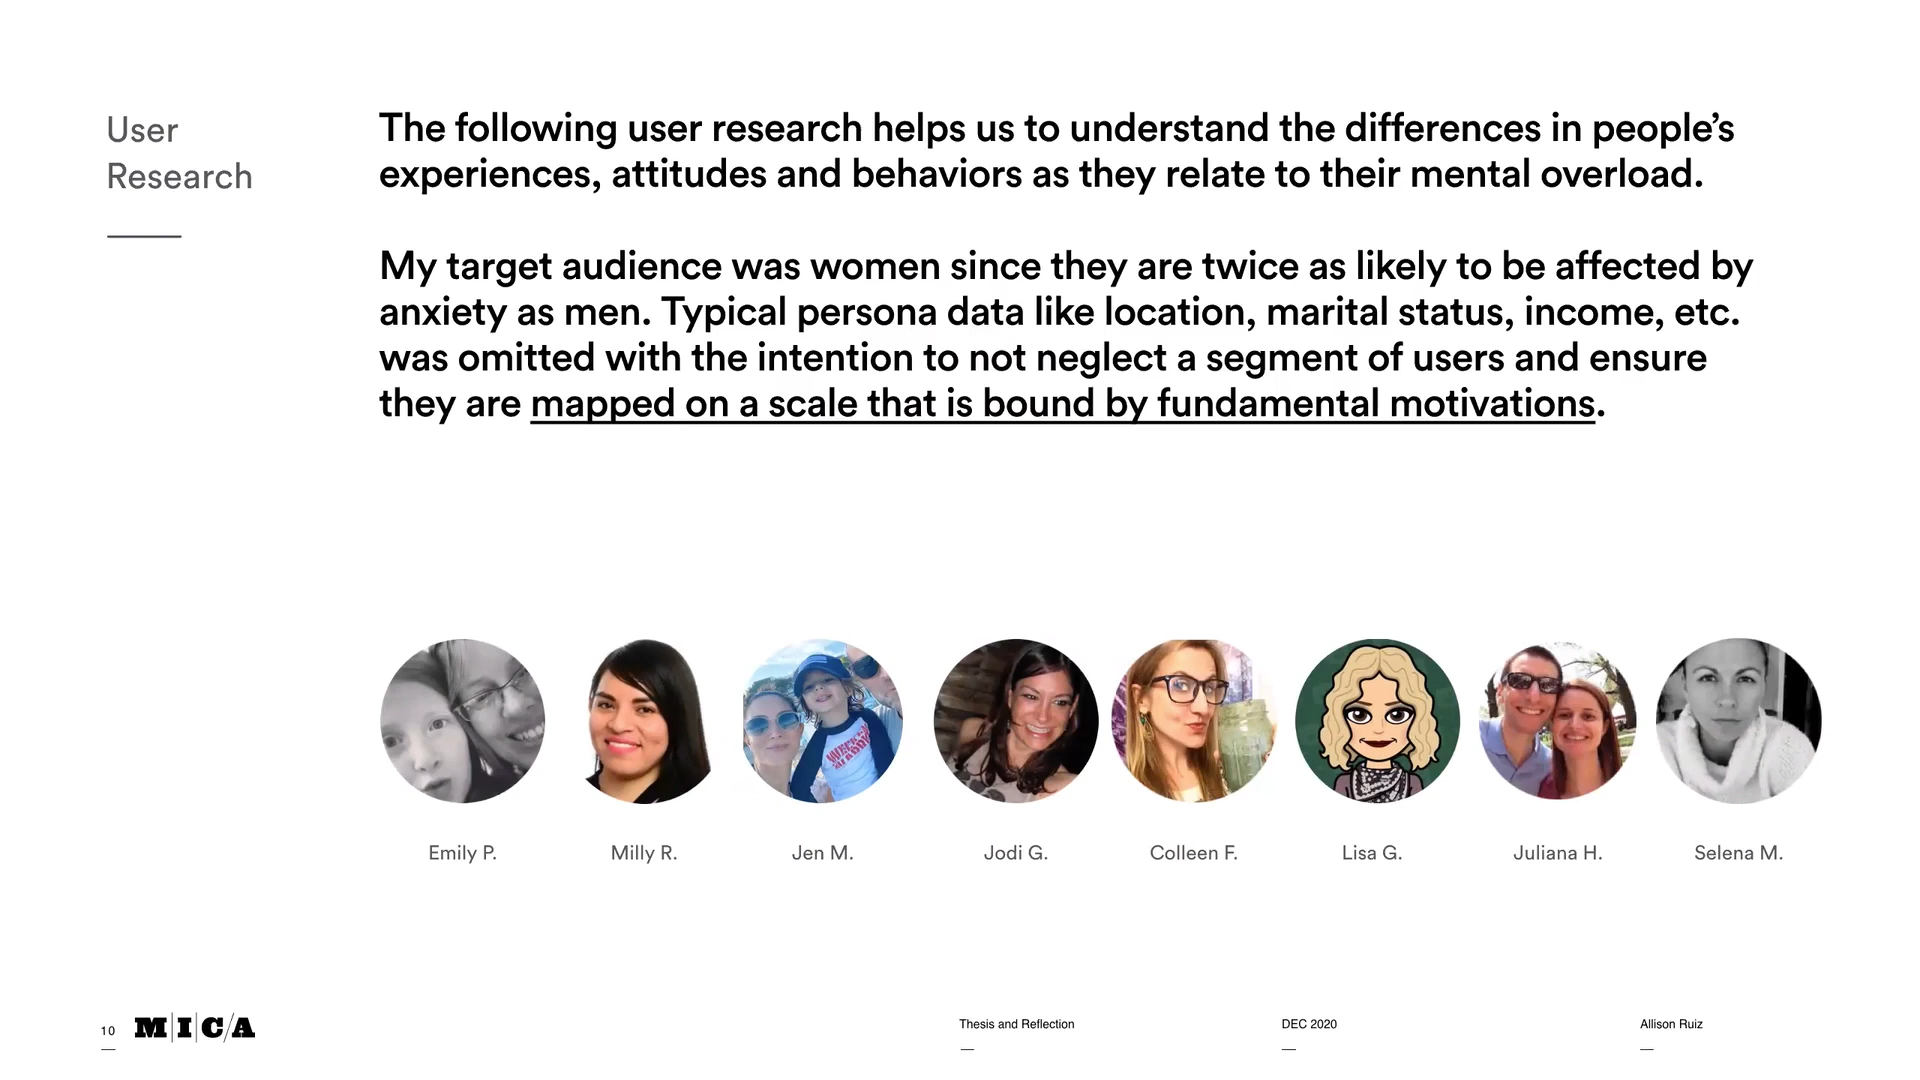 User
Research
The following user research helps us to understand the differences in people’s
experiences, attitudes and behaviors as they relate to their mental overload.
My target audience was women since they are twice as likely to be affected by
anxiety as men. Typical persona data like location, marital status, income, etc.
was omitted with the intention to not neglect a segment of users and ensure
they are mapped on a scale that is bound by fundamental motivations.
Emily P.
Milly R.
Jen M.
Jodi G.
Colleen F.
Lisa G.
Juliana H.
Selena M.
10
MICA
Thesis and Reflection
DEC 2020
Allison Ruiz